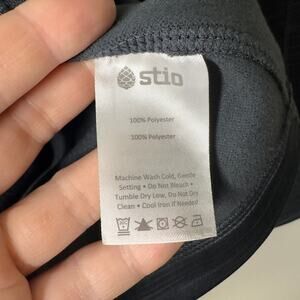 stio
100% Polyester
100% Polyester
Machine Wash Cold, Gentle
Setting • Do Not Bleach •
Tumble Dry Low, Do Not Dry
Clean • Cool Iron if Needed